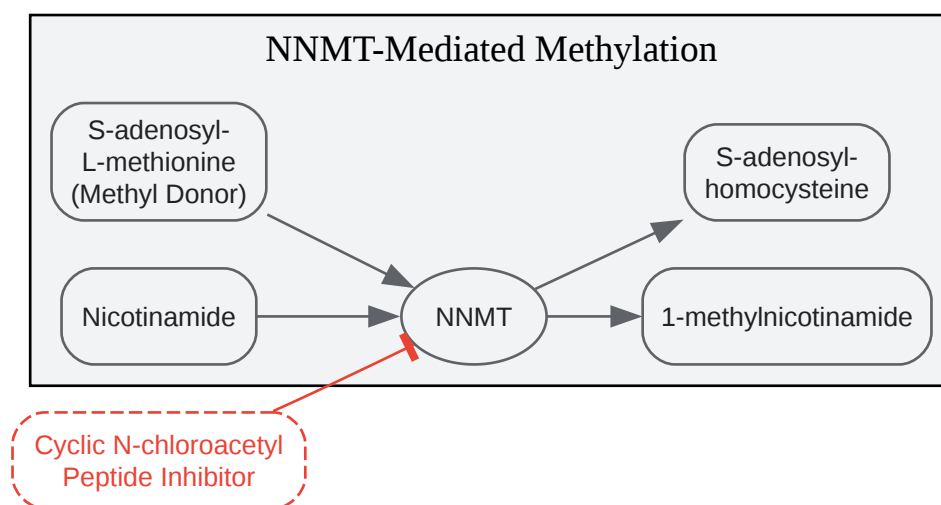 NNMT-Mediated Methylation
S-adenosyl-
L-methionine
(Methyl Donor)
S-adenosyl-
homocysteine
Nicotinamide
NNMT
1-methylnicotinamide
Cyclic N-chloroacetyl
Peptide Inhibitor